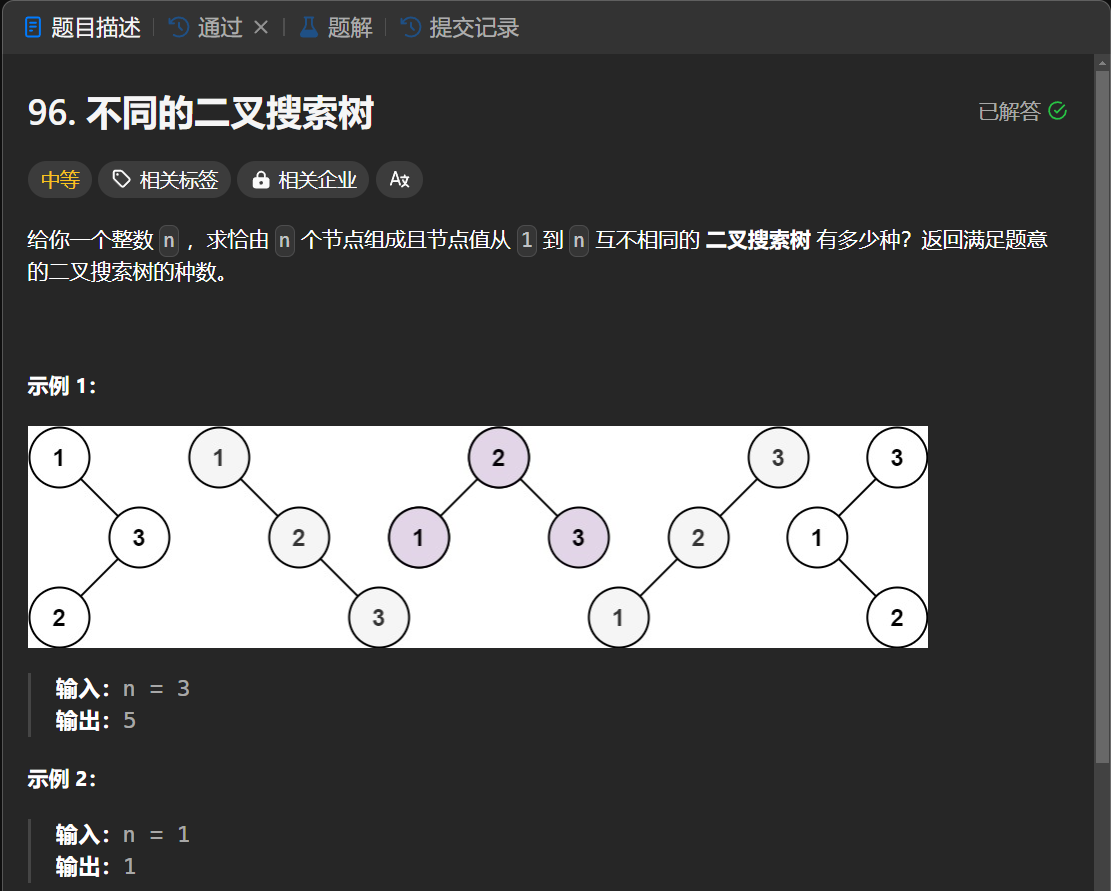 题目描述 通过 × 题解 提交记录
96. 不同的二叉搜索树 已解答
中等 相关标签 相关企业 A文
给你一个整数 n ，求恰由 n 个节点组成且节点值从 1 到 n 互不相同的 二叉搜索树 有多少种？返回满足题意
的二叉搜索树的种数。
示例 1：
1 1 2 3 3
3 2 1 3 2 1
2 3 1 2
输入：n = 3
输出：5
示例 2：
输入：n = 1
输出：1